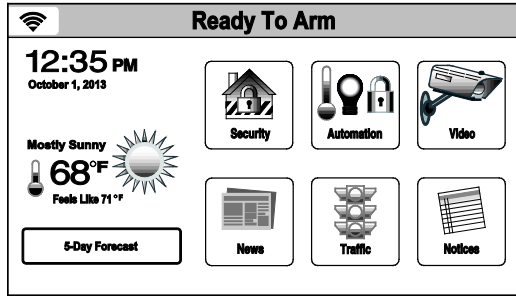 Ready To Arm
12:35 PM
October 1, 2013
Mostly Sunny
68°F
Feels Like 71°F
5-Day Forecast
Security
Automation
Video
News
Traffic
Notices